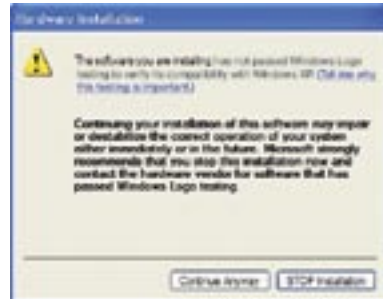 Hardware Installation
The software you are installing has not passed Windows Logo
testing to verify its compatibility with Windows XP. (Tell me why
this testing is important.)
Continuing your installation of this software may impair
or destabilize the correct operation of your system
either immediately or in the future. Microsoft strongly
recommends that you stop this installation now and
contact the hardware vendor for software that has
passed Windows Logo testing.
Continue Anyway
STOP Installation